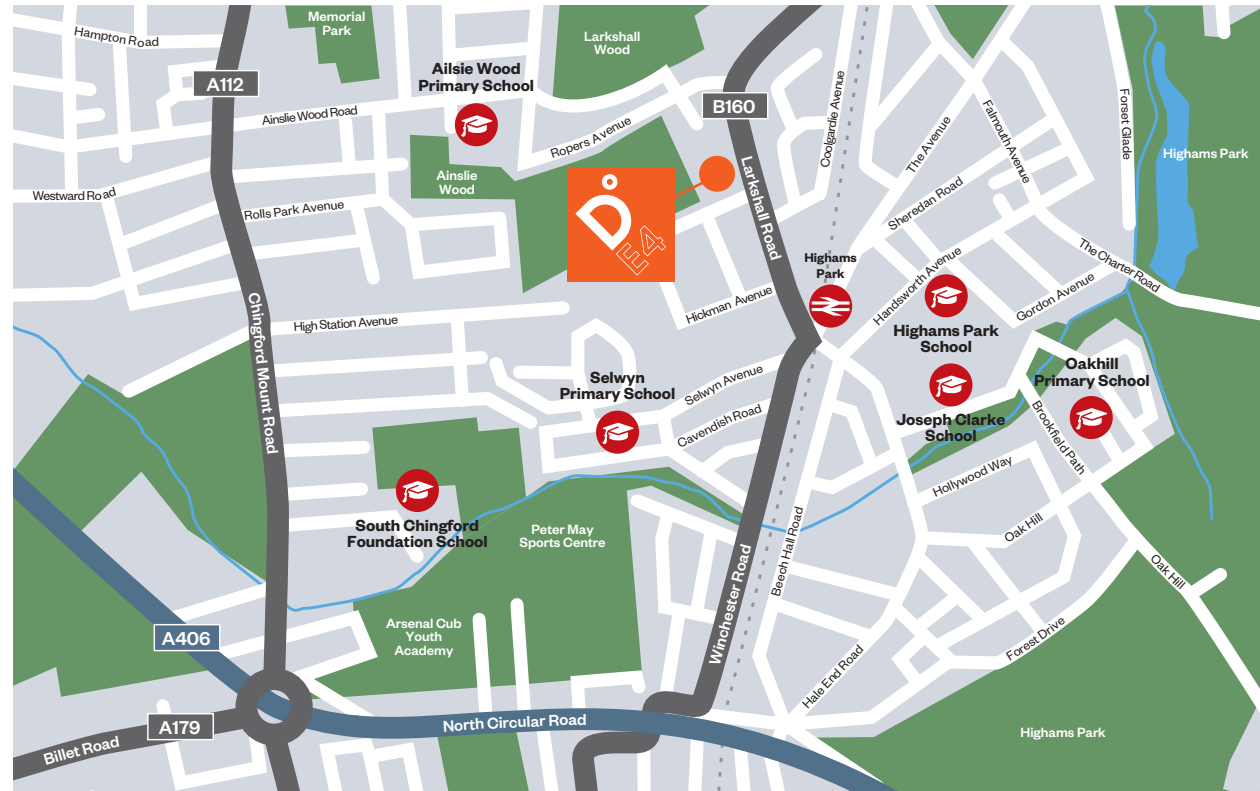 Memorial
Park
Hampton Road
Larkshall
Wood
Ailsie Wood
Primary School
A112
B160
Ainslie Wood Road
Ropers Avenue
Coolgardie Avenue
The Avenue
Falmouth Avenue
Forset Glade
Highams Park
Ainslie
Wood
Westward Road
Rolls Park Avenue
D
E4
Larkshall Road
Sheredan Road
Highams
Park
Handsworth Avenue
The Charter Road
Gordon Avenue
Hickman Avenue
Chingford Mount Road
High Station Avenue
Highams Park
School
Selwyn
Primary School
Selwyn Avenue
Cavendish Road
Oakhill
Primary School
Joseph Clarke
School
Brookfield Path
Hollywood Way
South Chingford
Foundation School
Peter May
Sports Centre
Oak Hill
Beech Hall Road
Winchester Road
Oak Hill
A406
Arsenal Cub
Youth
Academy
Forest Drive
Hale End Road
A179
Billet Road
North Circular Road
Highams Park